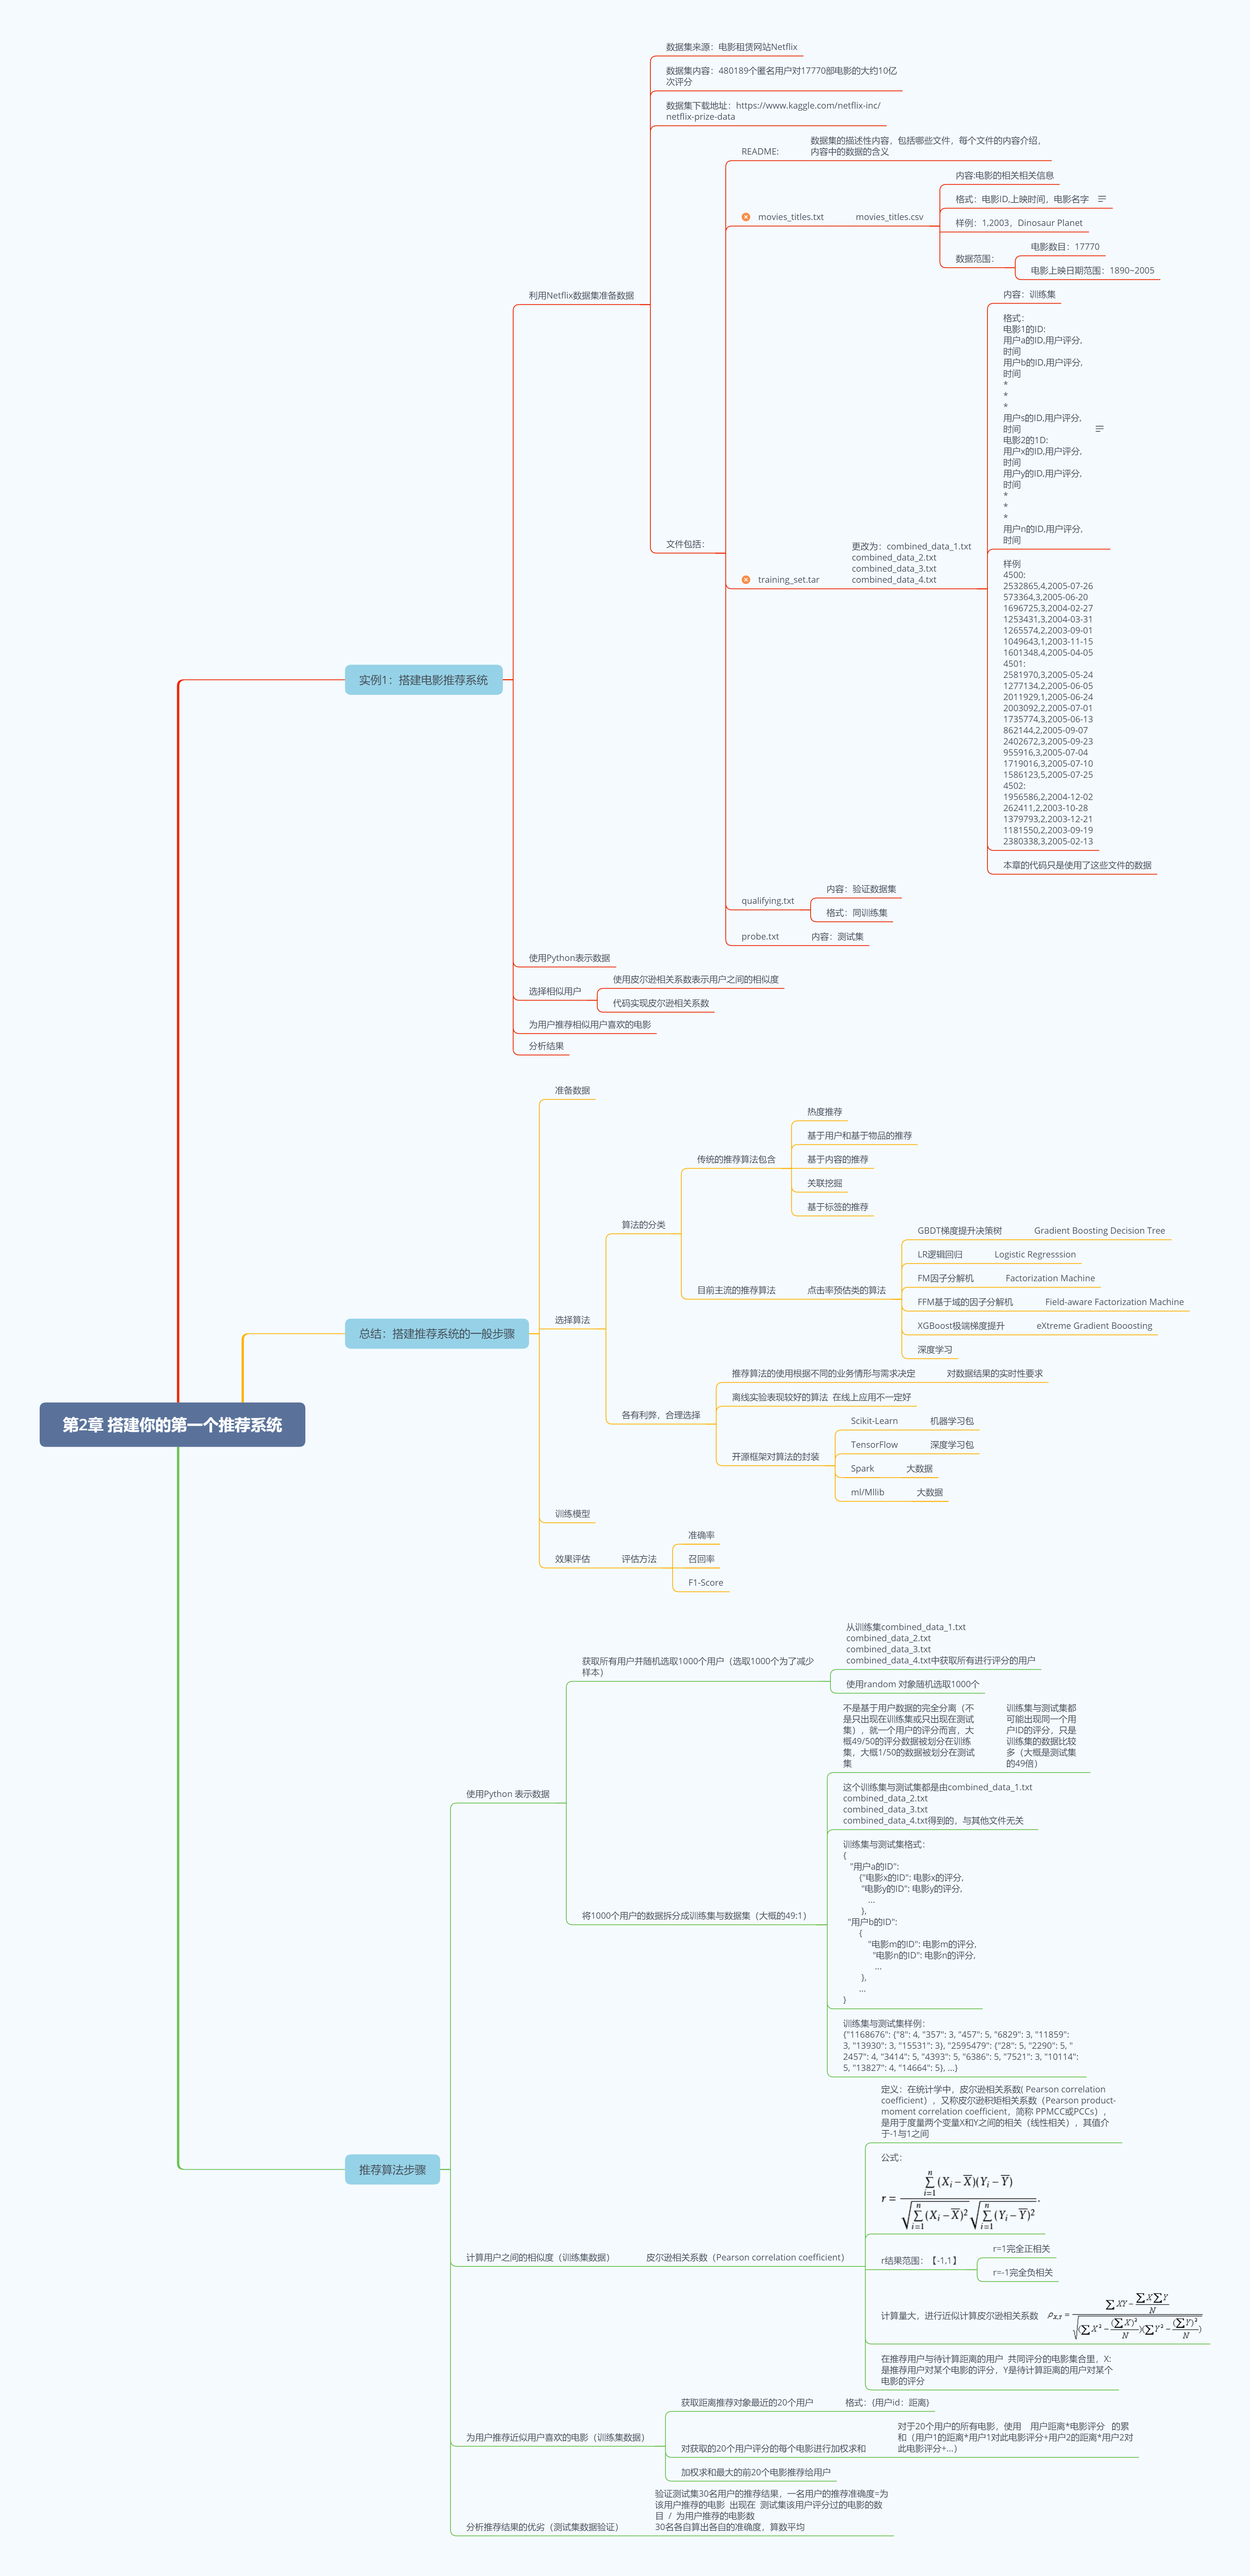 数据集来源：电影租赁网站Netflix
数据集内容：480189个匿名用户对17770部电影的大约10亿
次评分
数据集下载地址：https://www.kaggle.com/netflix-inc/
netflix-prize-data
README:
数据集的描述性内容，包括哪些文件，每个文件的内容介绍，
内容中的数据的含义
内容:电影的相关相关信息
格式：电影ID,上映时间，电影名字
movies_titles.txt
movies_titles.csv
样例：1,2003，Dinosaur Planet
数据范围：
电影数目：17770
电影上映日期范围：1890~2005
利用Netflix数据集准备数据
内容：训练集
格式：
电影1的ID:
用户a的ID,用户评分,
时间
用户b的ID,用户评分,
时间
*
*
*
用户s的ID,用户评分,
时间
电影2的1D:
用户x的ID,用户评分,
时间
用户y的ID,用户评分,
时间
*
*
*
用户n的ID,用户评分,
时间
文件包括：
training_set.tar
更改为：combined_data_1.txt
combined_data_2.txt
combined_data_3.txt
combined_data_4.txt
样例
4500:
2532865,4,2005-07-26
573364,3,2005-06-20
1696725,3,2004-02-27
1253431,3,2004-03-31
1265574,2,2003-09-01
1049643,1,2003-11-15
1601348,4,2005-04-05
4501:
2581970,3,2005-05-24
1277134,2,2005-06-05
2011929,1,2005-06-24
2003092,2,2005-07-01
1735774,3,2005-06-13
862144,2,2005-09-07
2402672,3,2005-09-23
955916,3,2005-07-04
1719016,3,2005-07-10
1586123,5,2005-07-25
4502:
1956586,2,2004-12-02
262411,2,2003-10-28
1379793,2,2003-12-21
1181550,2,2003-09-19
2380338,3,2005-02-13
本章的代码只是使用了这些文件的数据
实例1：搭建电影推荐系统
qualifying.txt
内容：验证数据集
格式：同训练集
probe.txt
内容：测试集
使用Python表示数据
选择相似用户
使用皮尔逊相关系数表示用户之间的相似度
代码实现皮尔逊相关系数
为用户推荐相似用户喜欢的电影
分析结果
准备数据
热度推荐
基于用户和基于物品的推荐
传统的推荐算法包含
基于内容的推荐
关联挖掘
基于标签的推荐
算法的分类
GBDT梯度提升决策树
Gradient Boosting Decision Tree
LR逻辑回归
Logistic Regresssion
FM因子分解机
Factorization Machine
目前主流的推荐算法
点击率预估类的算法
FFM基于域的因子分解机
Field-aware Factorization Machine
XGBoost极端梯度提升
eXtreme Gradient Booosting
深度学习
选择算法
总结：搭建推荐系统的一般步骤
推荐算法的使用根据不同的业务情形与需求决定
对数据结果的实时性要求
离线实验表现较好的算法 在线上应用不一定好
各有利弊，合理选择
Scikit-Learn
机器学习包
TensorFlow
深度学习包
开源框架对算法的封装
Spark
大数据
ml/Mllib
大数据
第2章 搭建你的第一个推荐系统
训练模型
效果评估
评估方法
准确率
召回率
F1-Score
获取所有用户并随机选取1000个用户（选取1000个为了减少
样本）
从训练集combined_data_1.txt
combined_data_2.txt
combined_data_3.txt
combined_data_4.txt中获取所有进行评分的用户
使用random 对象随机选取1000个
使用Python 表示数据
不是基于用户数据的完全分离（不
是只出现在训练集或只出现在测试
集），就一个用户的评分而言，大
概49/50的评分数据被划分在训练
集，大概1/50的数据被划分在测试
集
训练集与测试集都
可能出现同一个用
户ID的评分，只是
训练集的数据比较
多（大概是测试集
的49倍）
这个训练集与测试集都是由combined_data_1.txt
combined_data_2.txt
combined_data_3.txt
combined_data_4.txt得到的，与其他文件无关
将1000个用户的数据拆分成训练集与数据集（大概的49:1）
训练集与测试集格式：
{
"用户a的ID":
{"电影x的ID": 电影x的评分,
"电影y的ID": 电影y的评分,
...
},
"用户b的ID":
{
"电影m的ID": 电影m的评分,
"电影n的ID": 电影n的评分,
...
},
...
}
训练集与测试集样例：
{"1168676": {"8": 4, "357": 3, "457": 5, "6829": 3, "11859":
3, "13930": 3, "15531": 3}, "2595479": {"28": 5, "2290": 5, "
2457": 4, "3414": 5, "4393": 5, "6386": 5, "7521": 3, "10114":
5, "13827": 4, "14664": 5}, ...}
推荐算法步骤
计算用户之间的相似度（训练集数据）
皮尔逊相关系数（Pearson correlation coefficient）
定义：在统计学中，皮尔逊相关系数( Pearson correlation
coefficient），又称皮尔逊积矩相关系数（Pearson product-
moment correlation coefficient，简称 PPMCC或PCCs），
是用于度量两个变量X和Y之间的相关（线性相关），其值介
于-1与1之间
公式：
r = \frac{\sum_{i=1}^{n}(X_i-\overline{X})(Y_i-\overline{Y})}{\sqrt{\sum_{i=1}^{n}(X_i-\overline{X})^2}\sqrt{\sum_{i=1}^{n}(Y_i-\overline{Y})^2}}.
r结果范围：【-1,1】
r=1完全正相关
r=-1完全负相关
计算量大，进行近似计算皮尔逊相关系数
\rho_{X,Y} = \frac{\sum XY-\frac{\sum X\sum Y}{N}}{\sqrt{(\sum X^2-\frac{(\sum X)^2}{N})(\sum Y^2-\frac{(\sum Y)^2}{N})}}
在推荐用户与待计算距离的用户 共同评分的电影集合里，X:
是推荐用户对某个电影的评分，Y是待计算距离的用户对某个
电影的评分
为用户推荐近似用户喜欢的电影（训练集数据）
获取距离推荐对象最近的20个用户
格式：{用户id：距离}
对获取的20个用户评分的每个电影进行加权求和
对于20个用户的所有电影，使用 用户距离*电影评分 的累
和（用户1的距离*用户1对此电影评分+用户2的距离*用户2对
此电影评分+...）
加权求和最大的前20个电影推荐给用户
分析推荐结果的优劣（测试集数据验证）
验证测试集30名用户的推荐结果，一名用户的推荐准确度=为
该用户推荐的电影 出现在 测试集该用户评分过的电影的数
目 / 为用户推荐的电影数
30名各自算出各自的准确度，算数平均